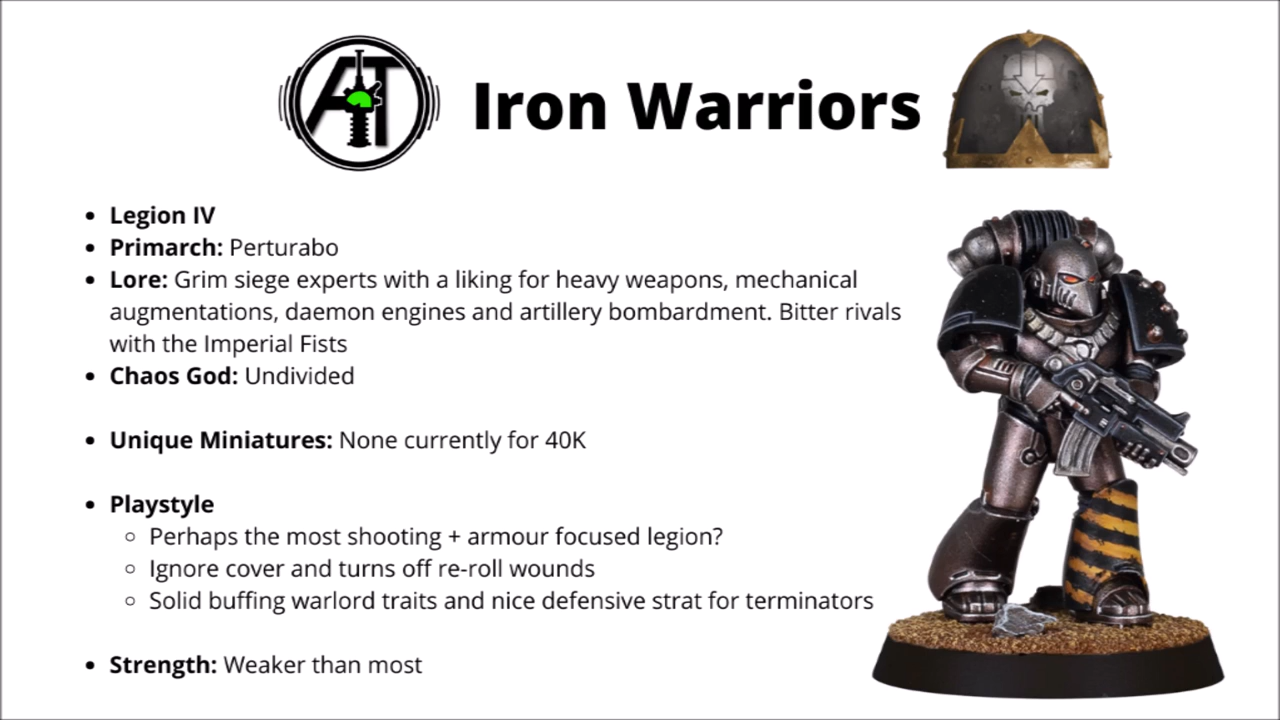 AT
Iron Warriors
• Legion IV
• Primarch: Perturabo
• Lore: Grim siege experts with a liking for heavy weapons, mechanical
augmentations, daemon engines and artillery bombardment. Bitter rivals
with the Imperial Fists
• Chaos God: Undivided
• Unique Miniatures: None currently for 40K
• Playstyle
○ Perhaps the most shooting + armour focused legion?
○ Ignore cover and turns off re-roll wounds
○ Solid buffing warlord traits and nice defensive strat for terminators
• Strength: Weaker than most